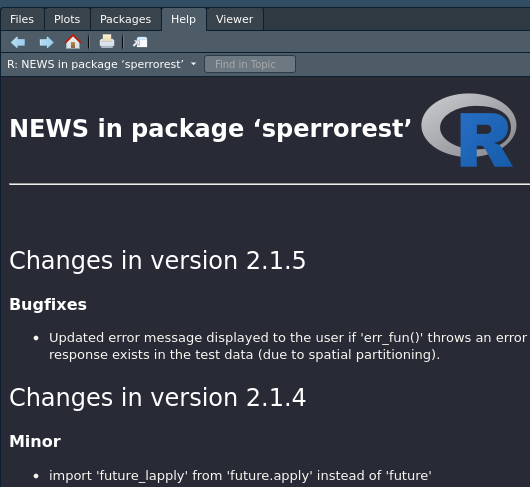 Files Plots Packages Help Viewer
R: NEWS in package ‘sperrorest’ Find in Topic
NEWS in package ‘sperrorest’ R
Changes in version 2.1.5
Bugfixes
• Updated error message displayed to the user if 'err_fun()' throws an error
response exists in the test data (due to spatial partitioning).
Changes in version 2.1.4
Minor
• import 'future_lapply' from 'future.apply' instead of 'future'